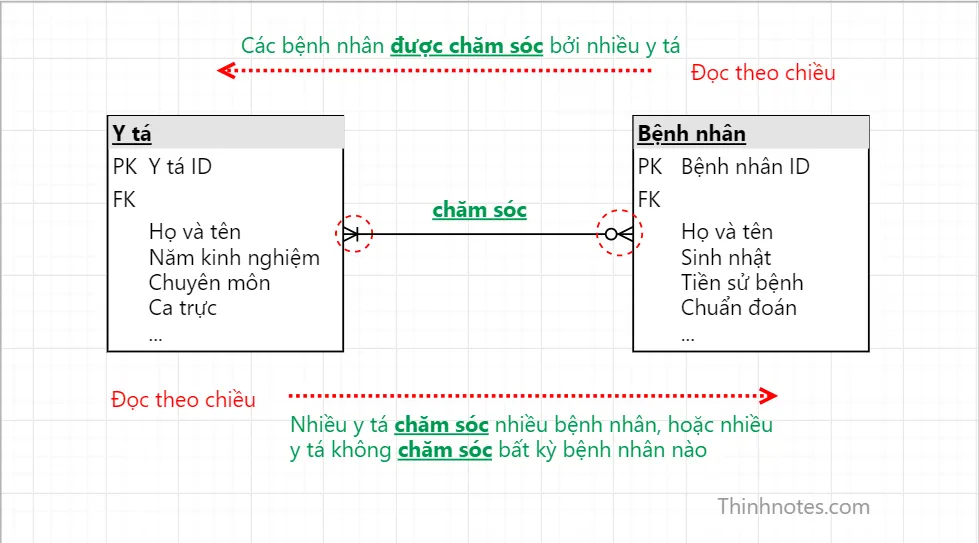 Các bệnh nhân được chăm sóc bởi nhiều y tá
Đọc theo chiều
Y tá
PK Y tá ID
FK
Họ và tên
Năm kinh nghiệm
Chuyên môn
Ca trực
...
chăm sóc
Bệnh nhân
PK Bệnh nhân ID
FK
Họ và tên
Sinh nhật
Tiền sử bệnh
Chuẩn đoán
...
Đọc theo chiều
Nhiều y tá chăm sóc nhiều bệnh nhân, hoặc nhiều
y tá không chăm sóc bất kỳ bệnh nhân nào
Thinhnotes.com